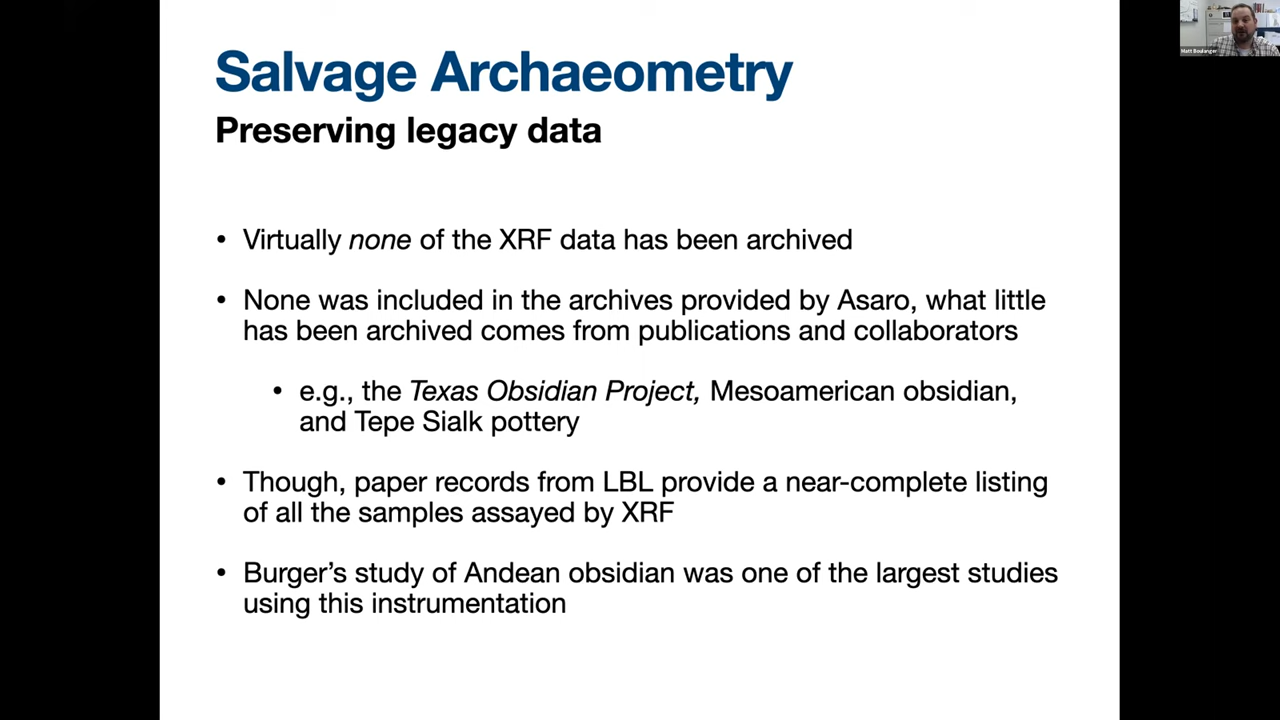 Salvage Archaeometry
Preserving legacy data
• Virtually none of the XRF data has been archived
• None was included in the archives provided by Asaro, what little
has been archived comes from publications and collaborators
• e.g., the Texas Obsidian Project, Mesoamerican obsidian,
and Tepe Sialk pottery
• Though, paper records from LBL provide a near-complete listing
of all the samples assayed by XRF
• Burger’s study of Andean obsidian was one of the largest studies
using this instrumentation
Matt Boulanger